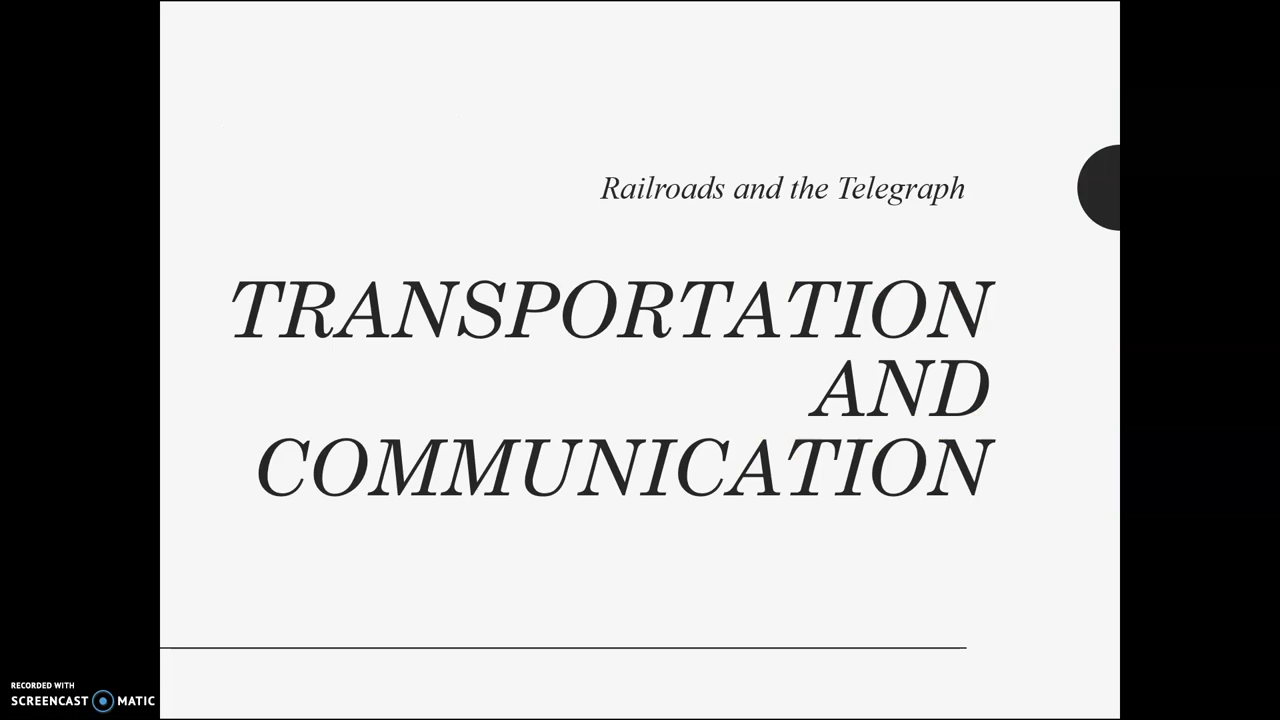 Railroads and the Telegraph
TRANSPORTATION
AND
COMMUNICATION
RECORDED WITH
SCREENCAST MATIC